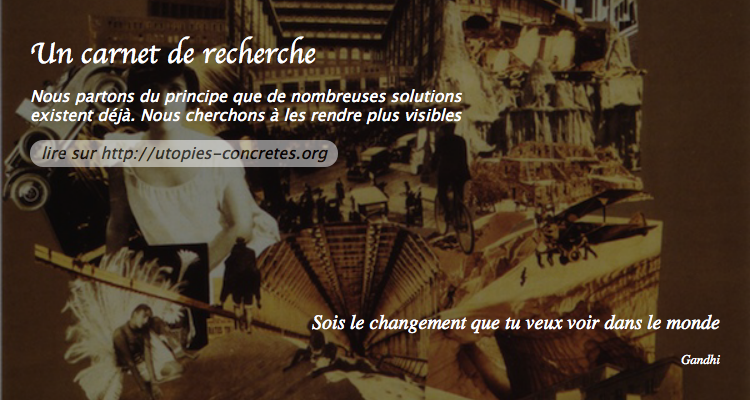 Un carnet de recherche
Nous partons du principe que de nombreuses solutions
existent déjà. Nous cherchons à les rendre plus visibles
lire sur http://utopies-concretes.org
Sois le changement que tu veux voir dans le monde
Gandhi